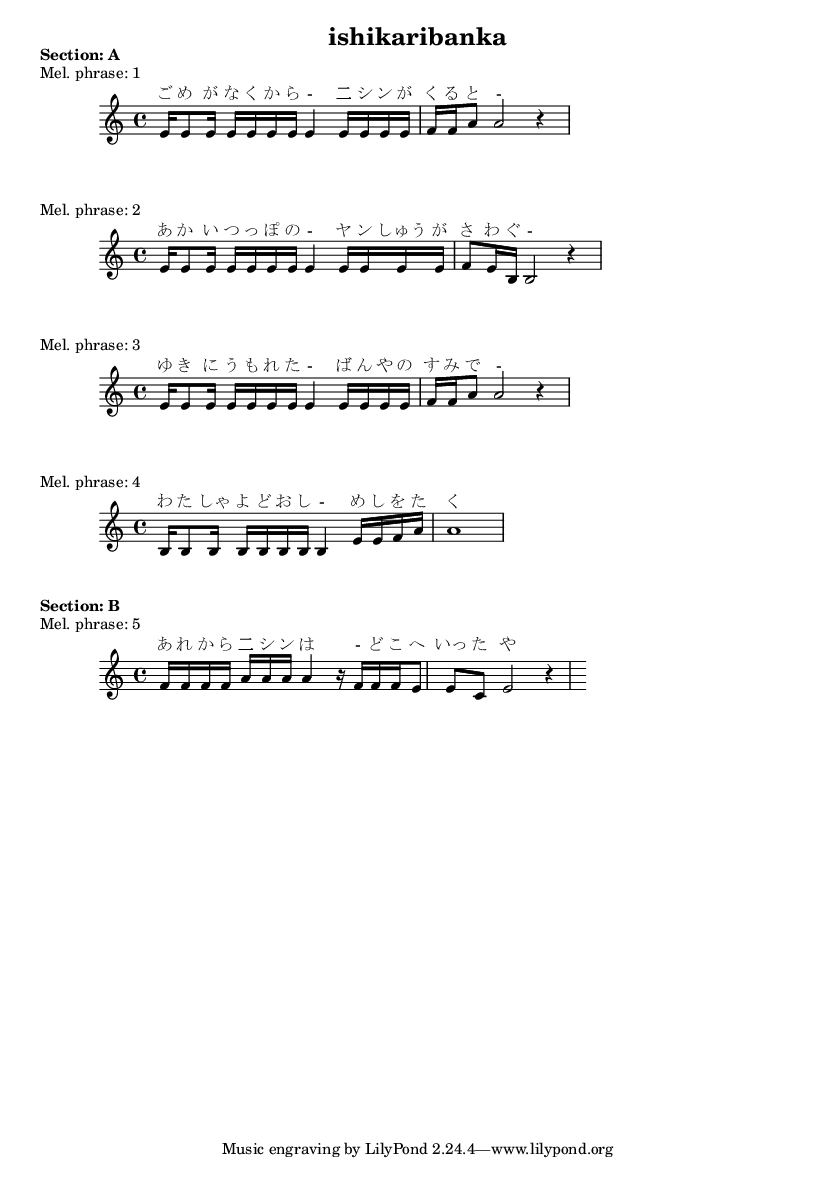 ishikaribanka
Section: A
Mel. phrase: 1
ご め が な く か ら - 二 シ ン が く る と -
Mel. phrase: 2
あ か い つ っ ぽ の - ヤ ン しゅう が さ わ ぐ -
Mel. phrase: 3
ゆ き に う も れ た - ば ん や の す み で -
Mel. phrase: 4
わ た しゃ よ ど お し - め し を た く
Section: B
Mel. phrase: 5
あ れ か ら 二 シ ン は - ど こ へ いっ た や
Music engraving by LilyPond 2.24.4—www.lilypond.org